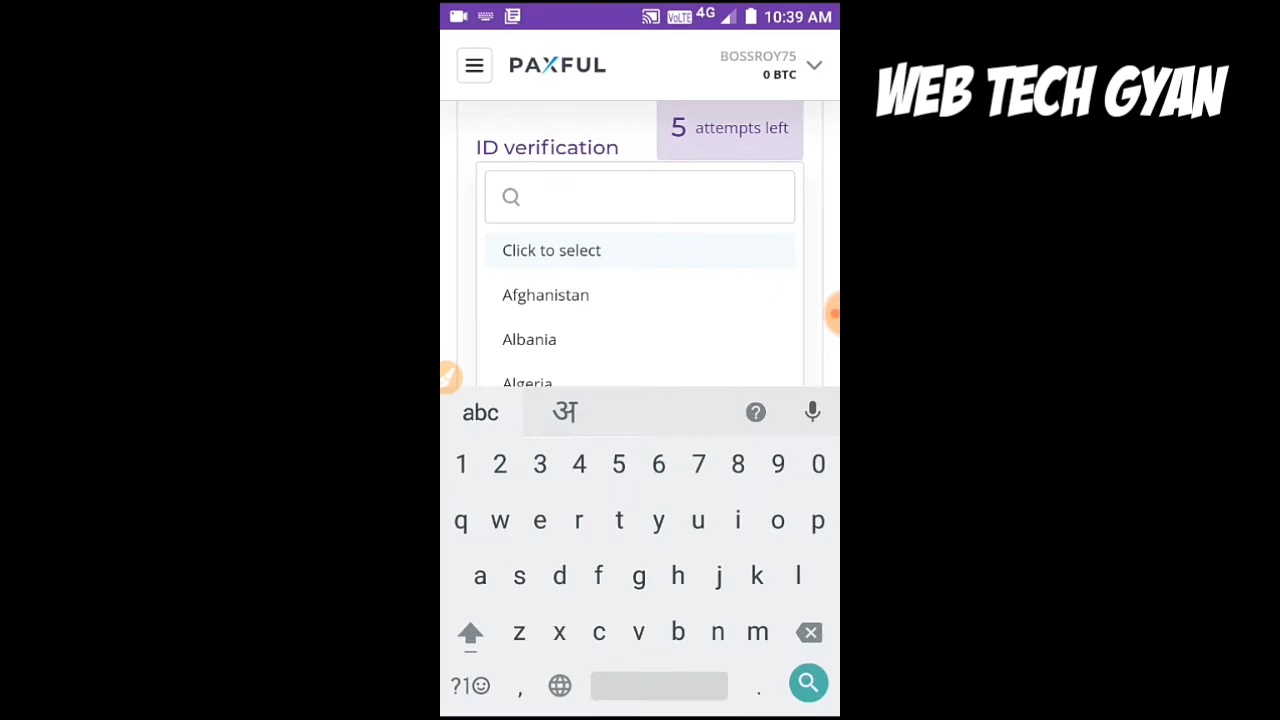 VoLTE 4G 10:39 AM
PAXFUL
BOSSROY75
0 BTC
5 attempts left
ID verification
Click to select
Afghanistan
Albania
Algeria
abc अ ?
1 2 3 4 5 6 7 8 9 0
q w e r t y u i o p
a s d f g h j k l
z x c v b n m
?1☺ , .
WEB TECH GYAN